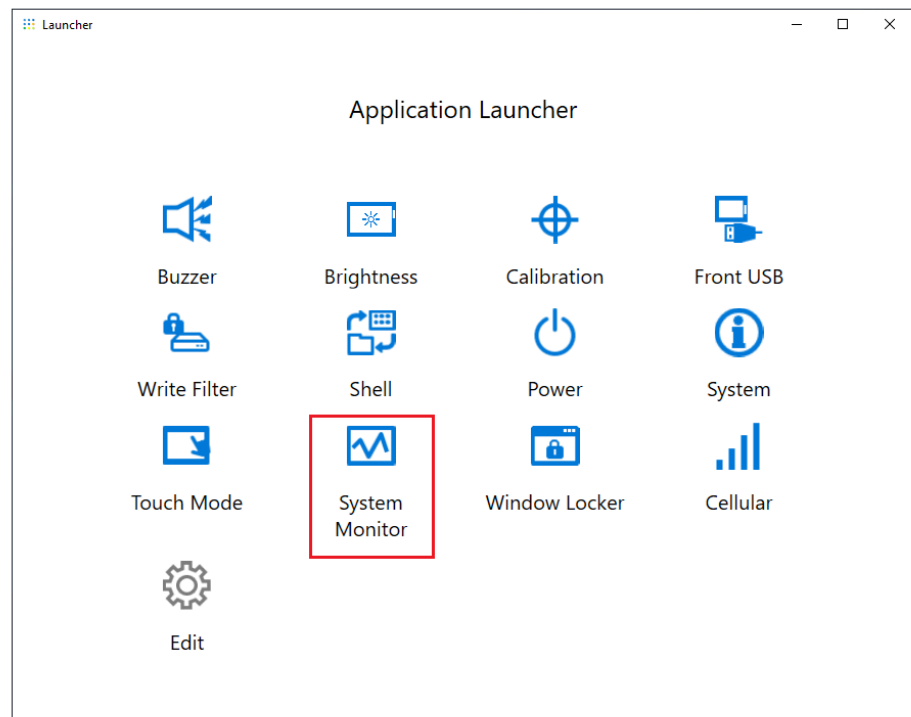 Launcher
Application Launcher
Buzzer
Brightness
Calibration
Front USB
Write Filter
Shell
Power
System
Touch Mode
System
Monitor
Window Locker
Cellular
Edit